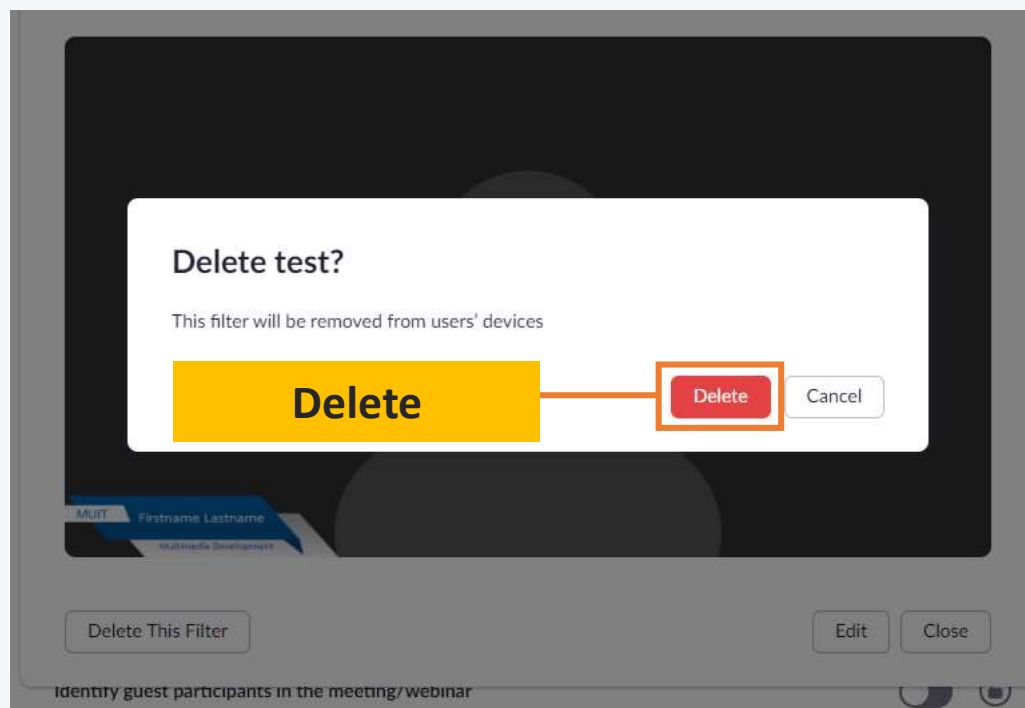 Delete test?
This filter will be removed from users' devices
Delete
Delete
Cancel
MUIT
Firstname Lastname
Multimedia Development
Delete This Filter
Edit
Close
Identify guest participants in the meeting/webinar